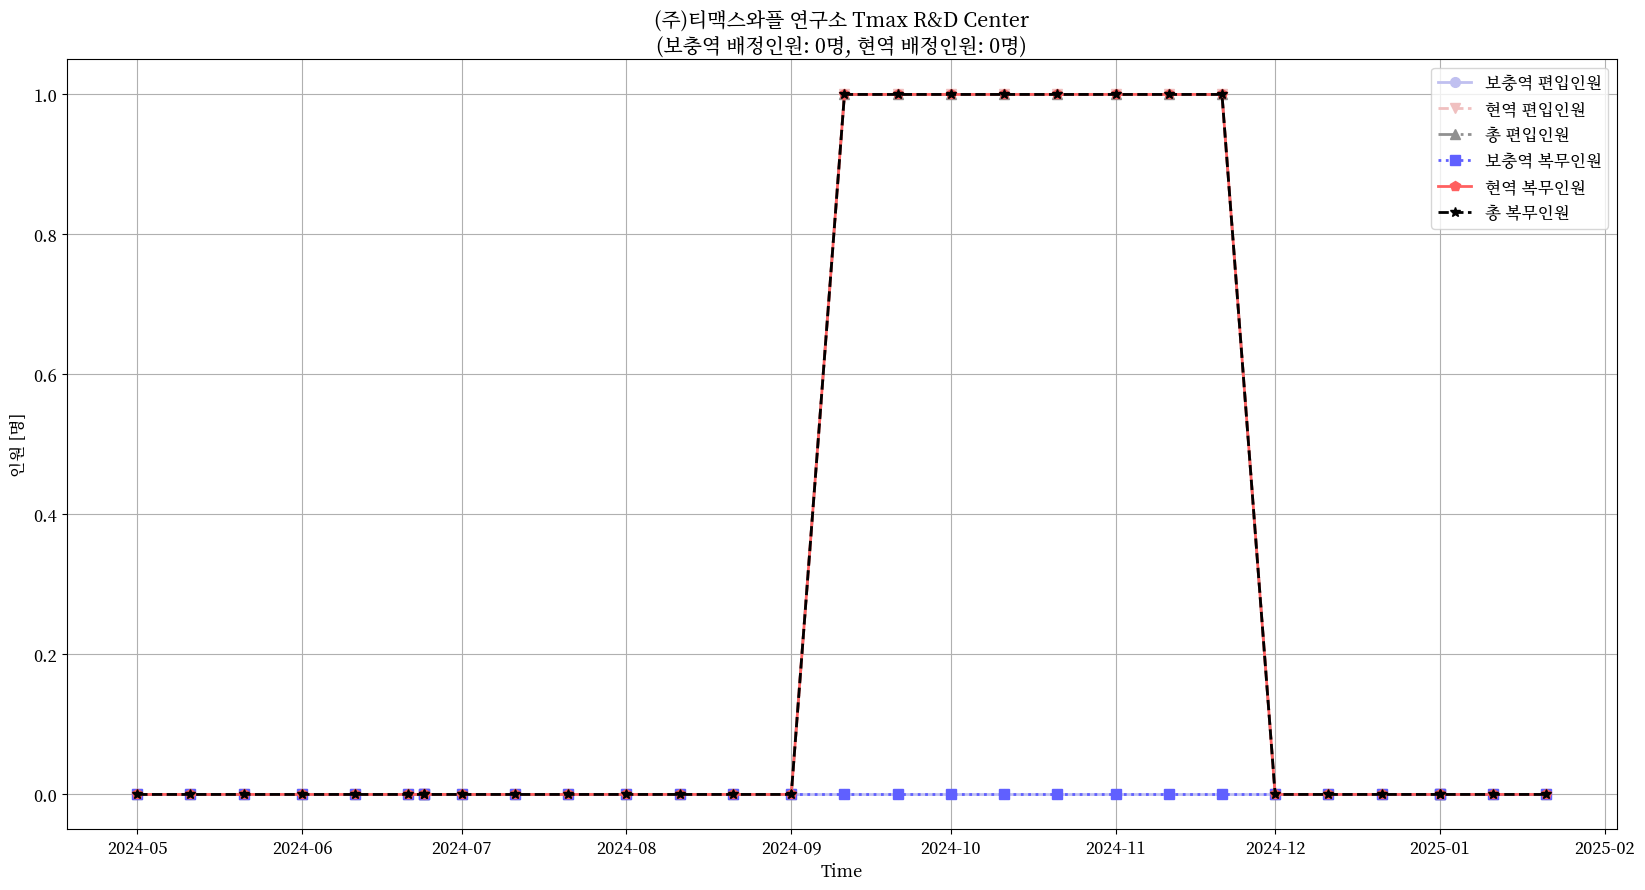 (주)티맥스와플 연구소 Tmax R&D Center
(보충역 배정인원: 0명, 현역 배정인원: 0명)
보충역 편입인원
현역 편입인원
총 편입인원
보충역 복무인원
현역 복무인원
총 복무인원
인원 [명]
1.0
0.8
0.6
0.4
0.2
0.0
2024-05 2024-06 2024-07 2024-08 2024-09 2024-10 2024-11 2024-12 2025-01 2025-02
Time